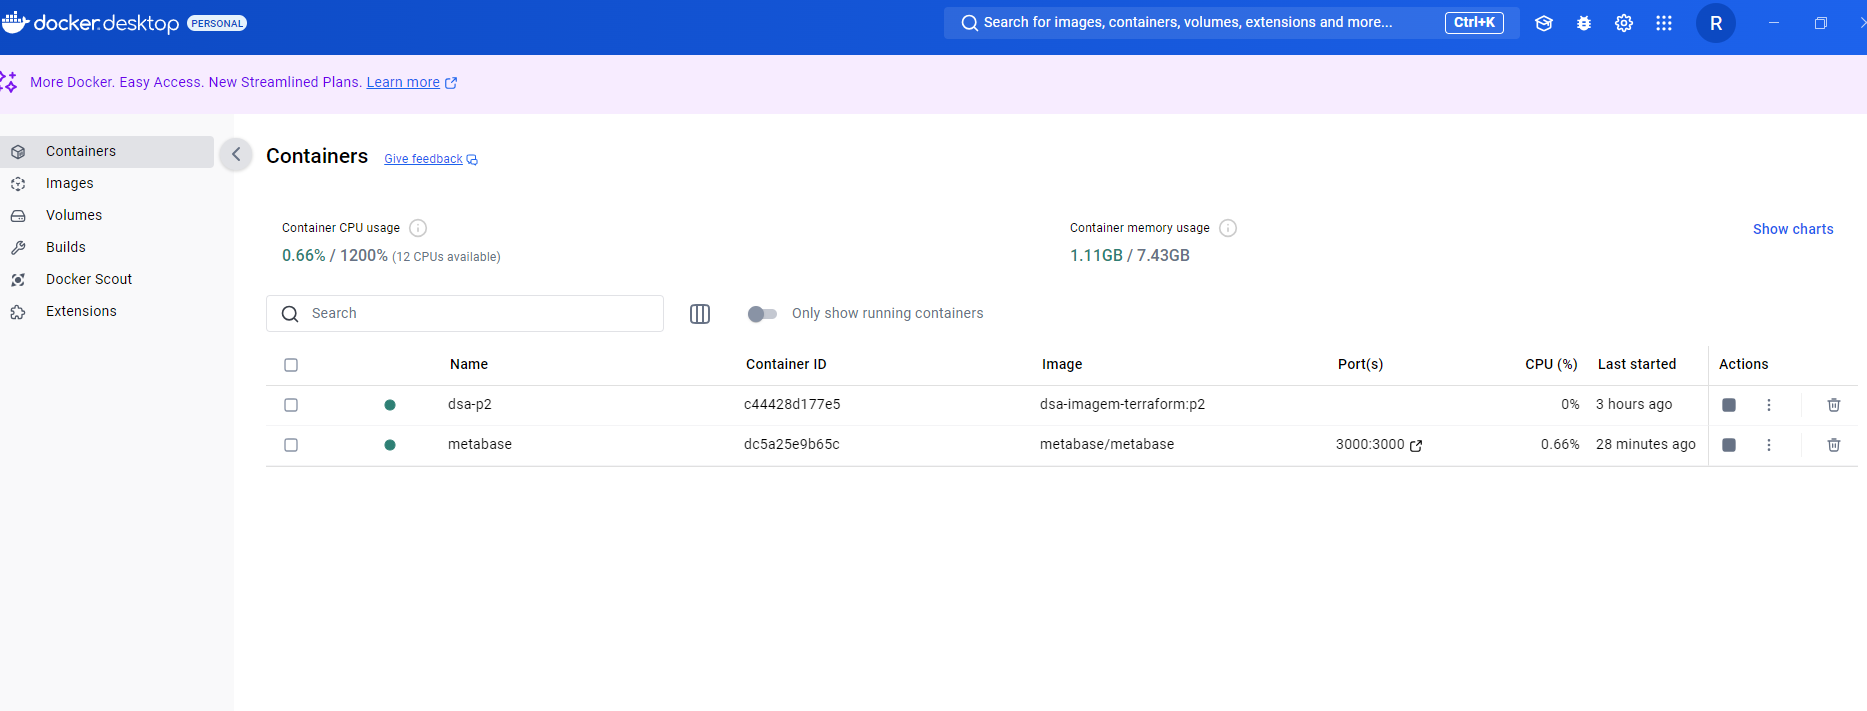 docker.desktop PERSONAL
Search for images, containers, volumes, extensions and more... Ctrl+K
R
More Docker. Easy Access. New Streamlined Plans. Learn more
Containers
Images
Volumes
Builds
Docker Scout
Extensions
Containers Give feedback
Container CPU usage
0.66% / 1200% (12 CPUs available)
Container memory usage
1.11GB / 7.43GB
Show charts
Search
Only show running containers
Name Container ID Image Port(s) CPU (%) Last started Actions
dsa-p2 c44428d177e5 dsa-imagem-terraform:p2 0% 3 hours ago
metabase dc5a25e9b65c metabase/metabase 3000:3000 0.66% 28 minutes ago